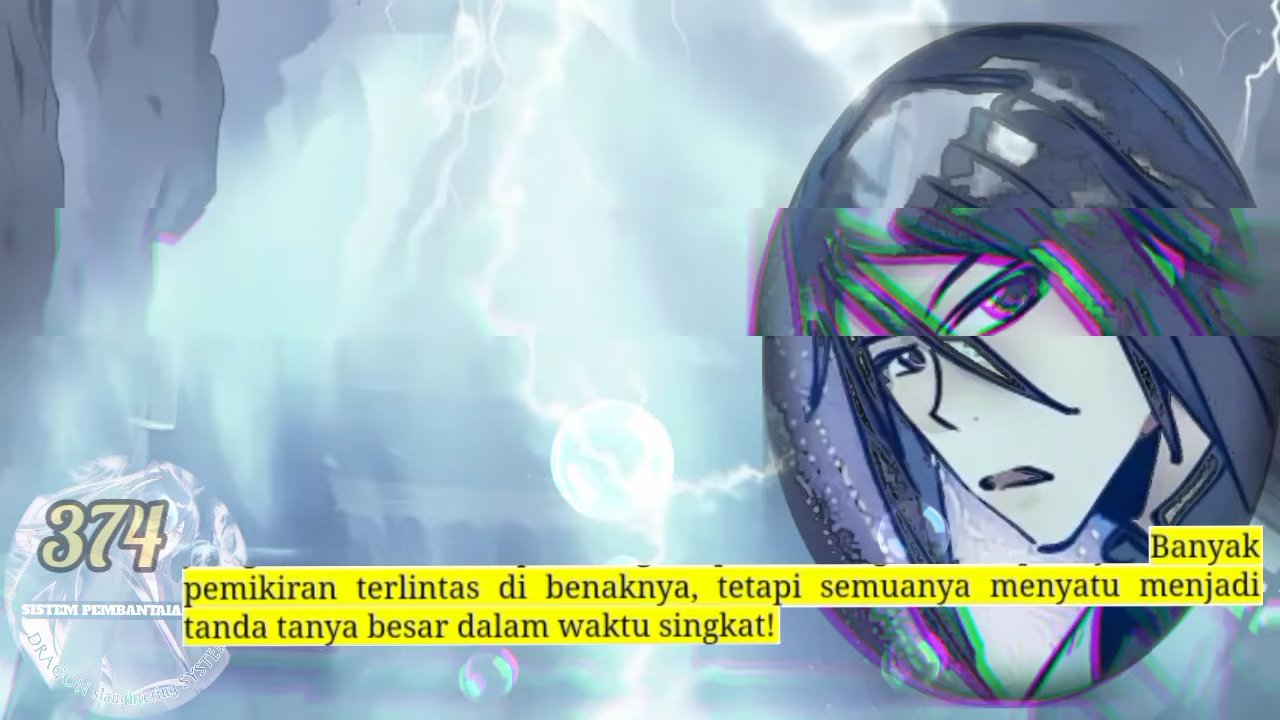 374
SISTEM PEMBANTAIA
DRAGON slaughtering SYSTEM
Banyak
pemikiran terlintas di benaknya, tetapi semuanya menyatu menjadi
tanda tanya besar dalam waktu singkat!